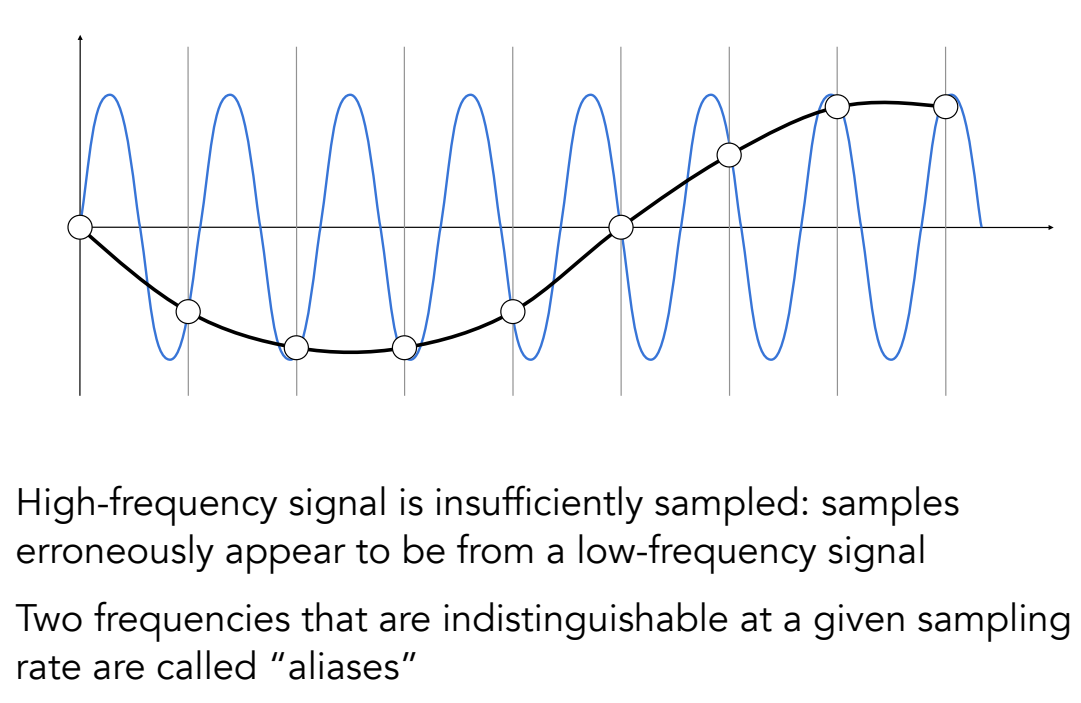 High-frequency signal is insufficiently sampled: samples
erroneously appear to be from a low-frequency signal
Two frequencies that are indistinguishable at a given sampling
rate are called “aliases”